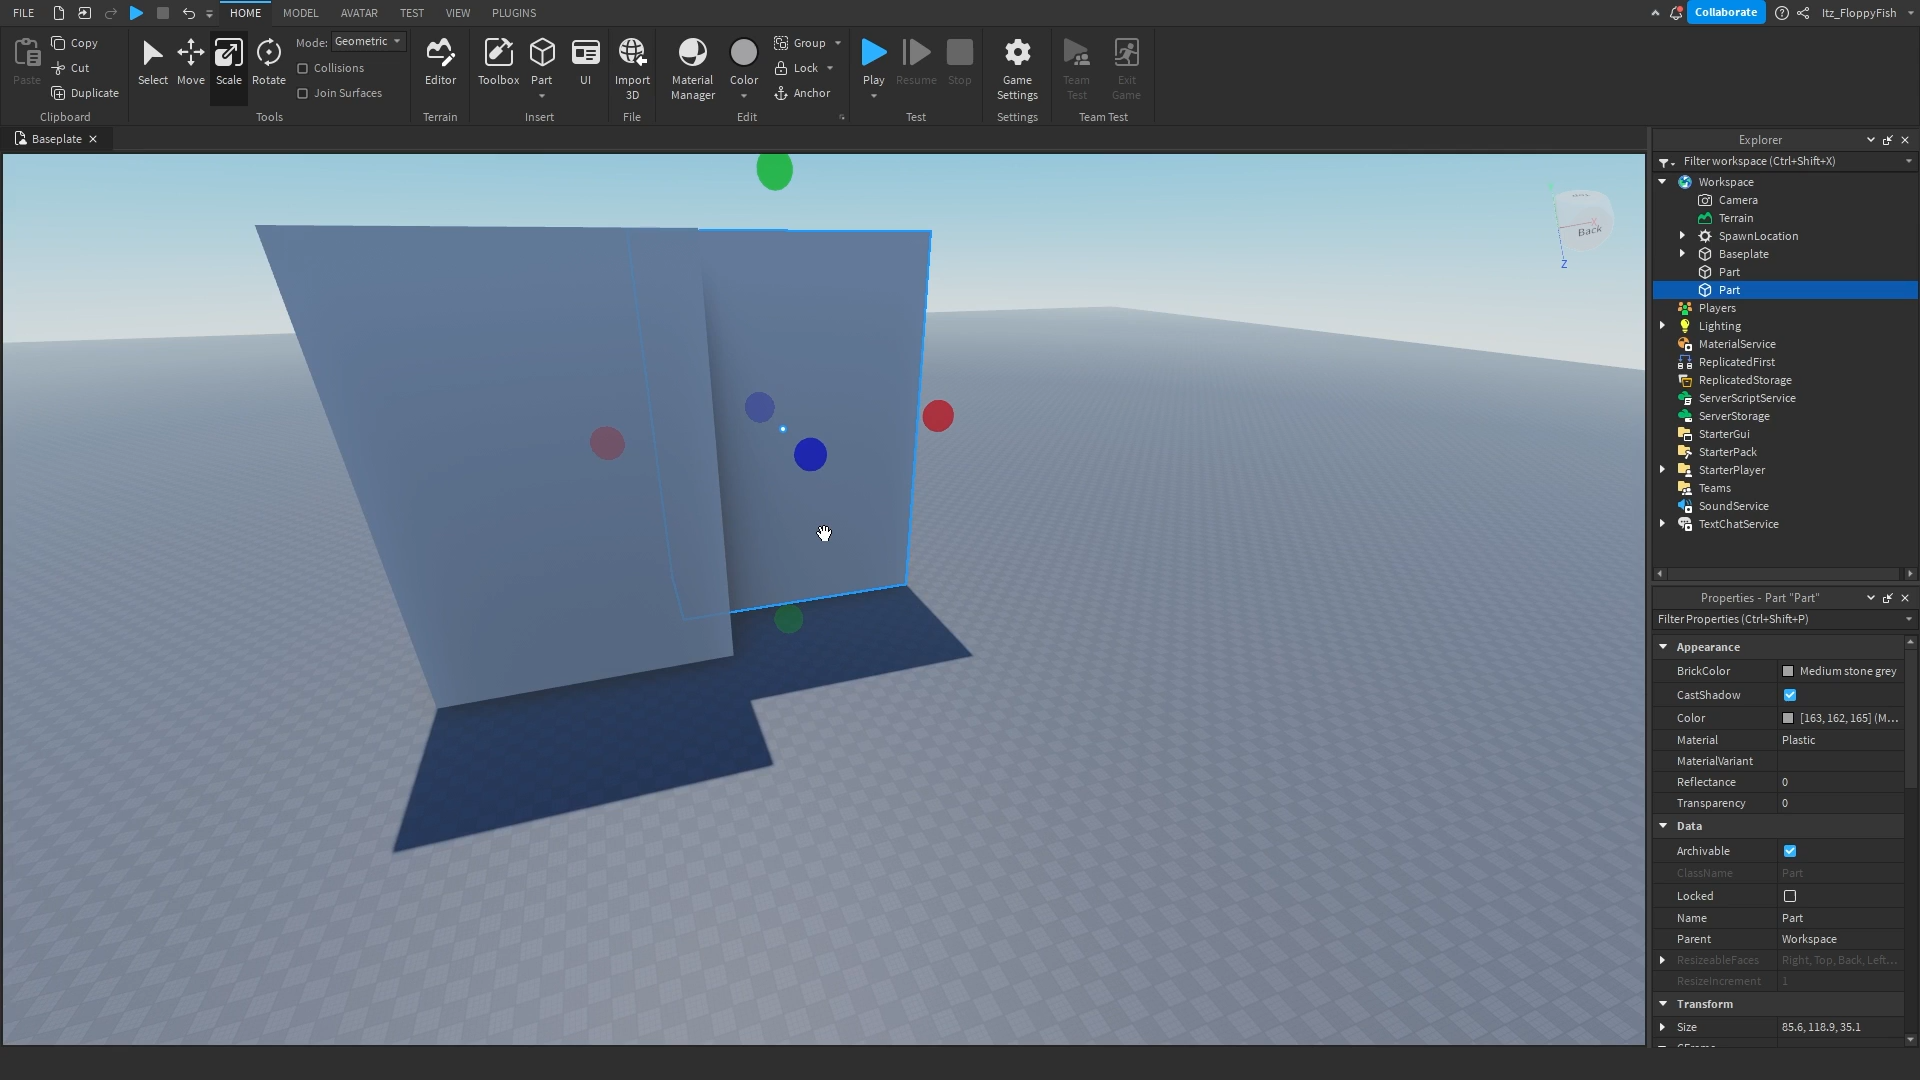 FILE HOME MODEL AVATAR TEST VIEW PLUGINS Collaborate Itz_FloppyFish
Paste Copy Cut Duplicate Clipboard
Select Move Scale Rotate Mode: Geometric Collisions Join Surfaces Tools
Editor Terrain
Toolbox Part UI Insert
Import 3D File
Material Manager Color Group Lock Anchor Edit
Play Resume Stop Test
Game Settings Settings
Team Test Exit Game Team Test
Baseplate
Back
Z
Explorer
Filter workspace (Ctrl+Shift+X)
Workspace
Camera
Terrain
SpawnLocation
Baseplate
Part
Part
Players
Lighting
MaterialService
ReplicatedFirst
ReplicatedStorage
ServerScriptService
ServerStorage
StarterGui
StarterPack
StarterPlayer
Teams
SoundService
TextChatService
Properties - Part "Part"
Filter Properties (Ctrl+Shift+P)
Appearance
BrickColor Medium stone grey
CastShadow
Color [163, 162, 165] (M...
Material Plastic
MaterialVariant
Reflectance 0
Transparency 0
Data
Archivable
ClassName Part
Locked
Name Part
Parent Workspace
ResizeableFaces Right, Top, Back, Left...
ResizeIncrement 1
Transform
Size 85.6, 118.9, 35.1